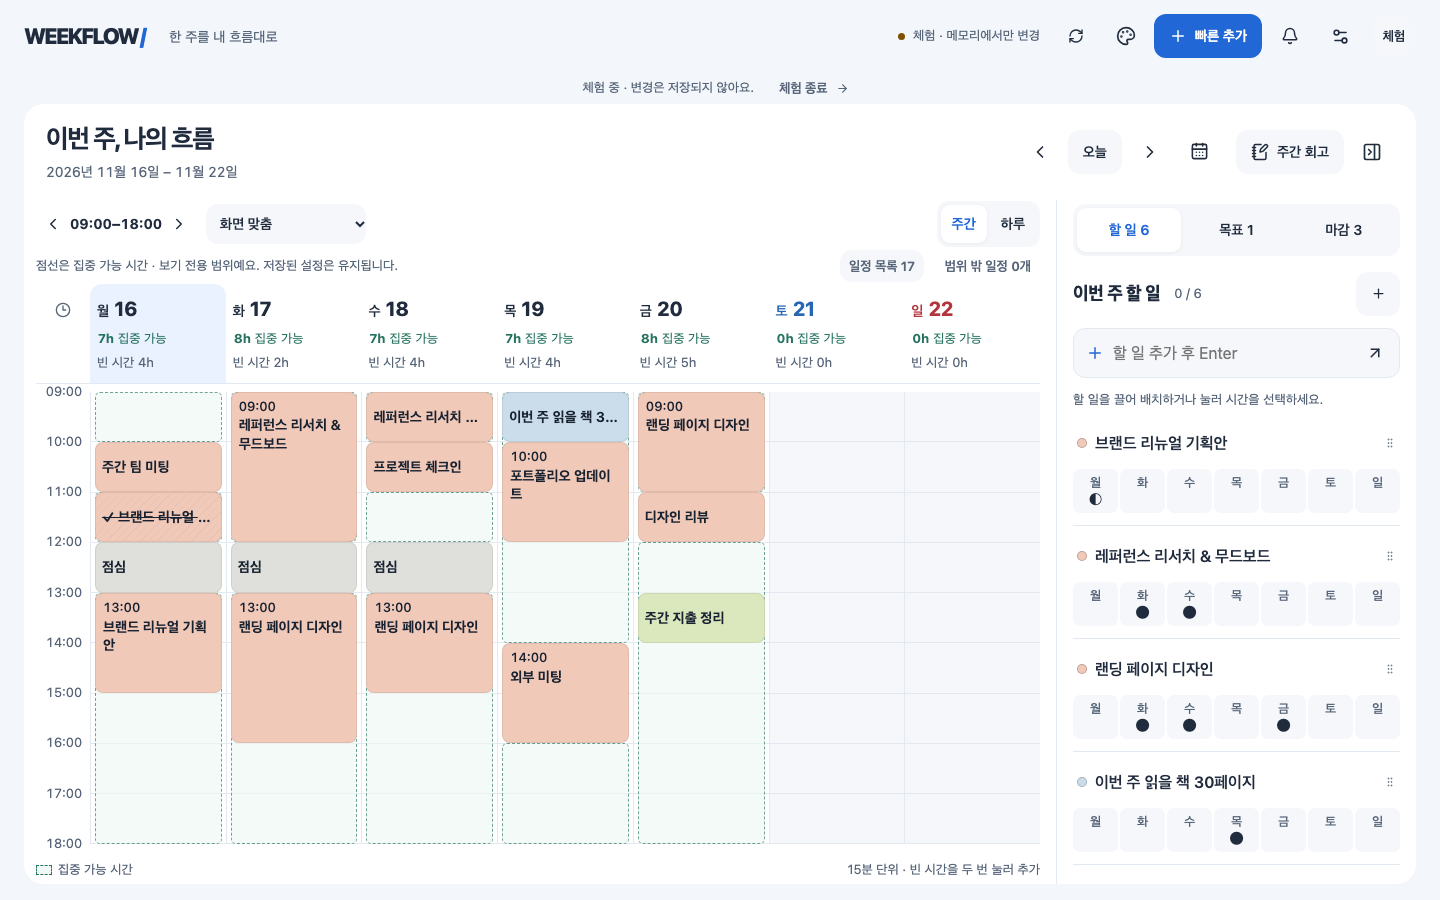 WEEKFLOW/
한 주를 내 흐름대로
체험 · 메모리에서만 변경
빠른 추가
체험
체험 중 · 변경은 저장되지 않아요.
체험 종료
이번 주, 나의 흐름
2026년 11월 16일 – 11월 22일
오늘
주간 회고
09:00–18:00
화면 맞춤
주간
하루
점선은 집중 가능 시간 · 보기 전용 범위예요. 저장된 설정은 유지됩니다.
일정 목록 17
범위 밖 일정 0개
월 16
7h 집중 가능
빈 시간 4h
화 17
8h 집중 가능
빈 시간 2h
수 18
7h 집중 가능
빈 시간 4h
목 19
7h 집중 가능
빈 시간 4h
금 20
8h 집중 가능
빈 시간 5h
토 21
0h 집중 가능
빈 시간 0h
일 22
0h 집중 가능
빈 시간 0h
09:00
10:00
11:00
12:00
13:00
14:00
15:00
16:00
17:00
18:00
주간 팀 미팅
브랜드 리뉴얼 ...
점심
13:00
브랜드 리뉴얼 기획
안
09:00
레퍼런스 리서치 &
무드보드
점심
13:00
랜딩 페이지 디자인
레퍼런스 리서치 ...
프로젝트 체크인
점심
13:00
랜딩 페이지 디자인
이번 주 읽을 책 3...
10:00
포트폴리오 업데이
트
14:00
외부 미팅
09:00
랜딩 페이지 디자인
디자인 리뷰
주간 지출 정리
집중 가능 시간
15분 단위 · 빈 시간을 두 번 눌러 추가
할 일 6
목표 1
마감 3
이번 주 할 일
0 / 6
할 일 추가 후 Enter
할 일을 끌어 배치하거나 눌러 시간을 선택하세요.
브랜드 리뉴얼 기획안
월 화 수 목 금 토 일
레퍼런스 리서치 & 무드보드
월 화 수 목 금 토 일
랜딩 페이지 디자인
월 화 수 목 금 토 일
이번 주 읽을 책 30페이지
월 화 수 목 금 토 일